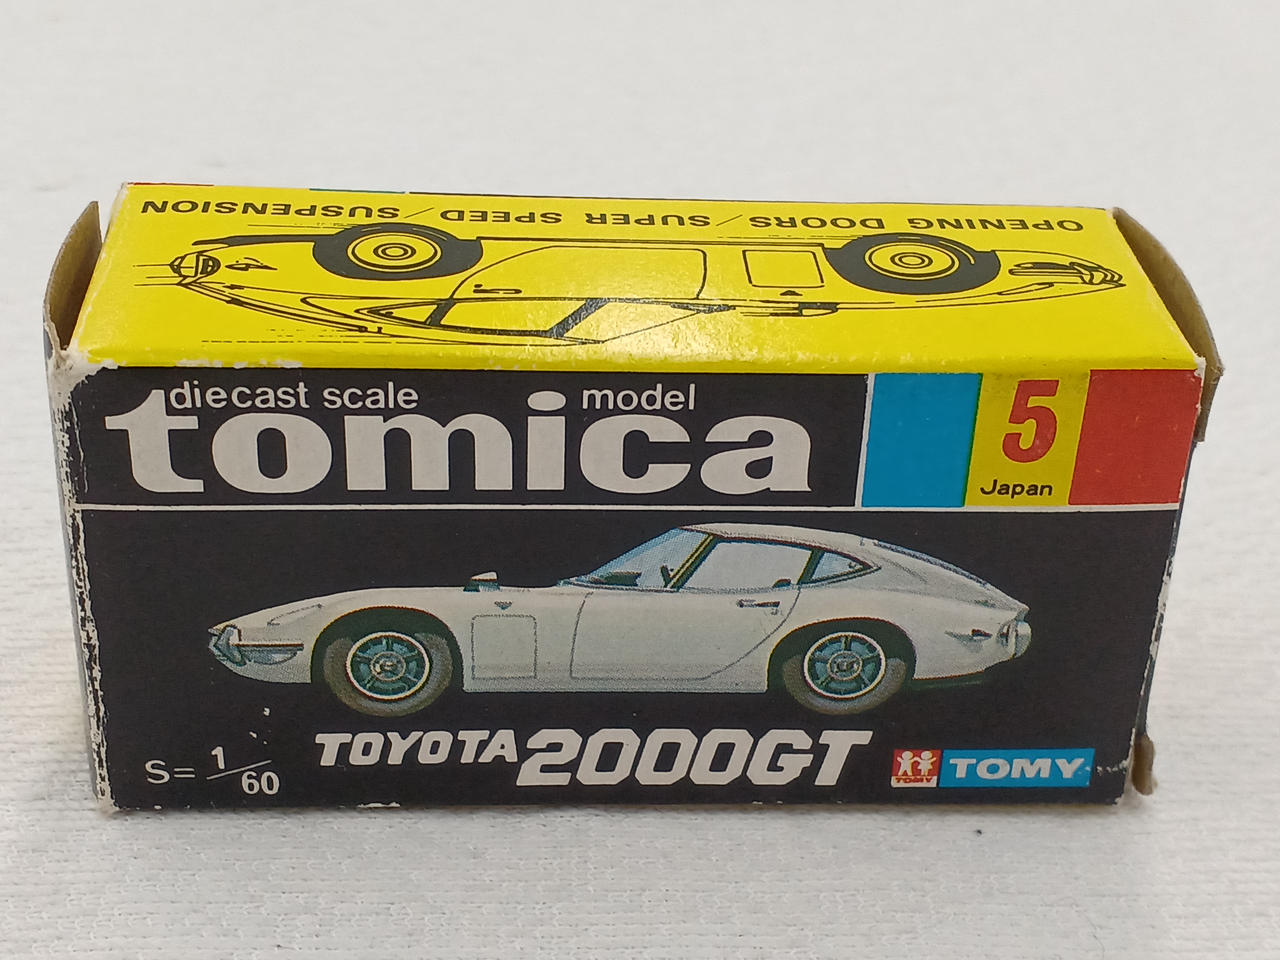 OPENING DOORS/SUPER SPEED/SUSPENSION
diecast scale model
tomica
5
Japan
S=1/60
TOYOTA 2000GT
TOMY
TOMY